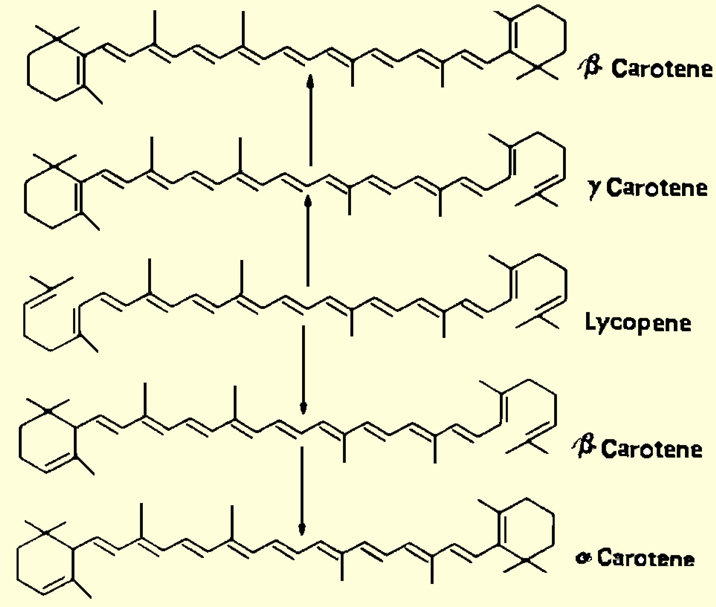 β Carotene
γ Carotene
Lycopene
β Carotene
α Carotene